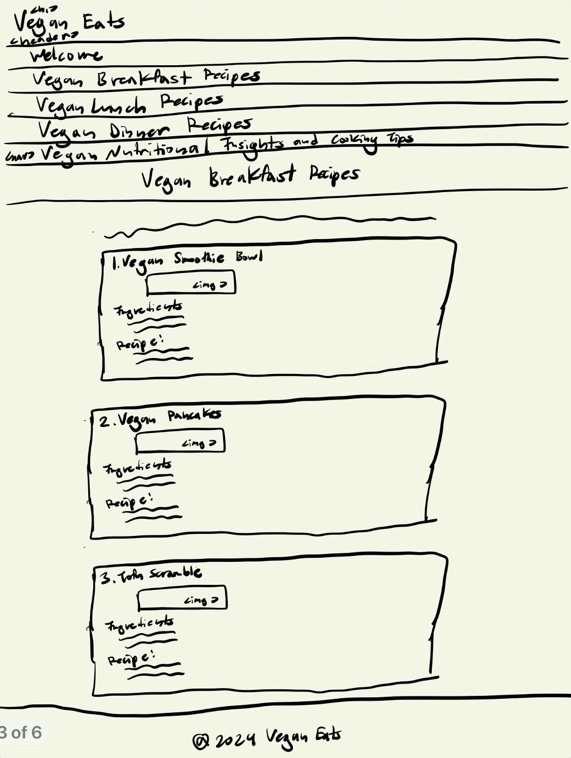 <h1>
Vegan Eats
<header>
Welcome
Vegan Breakfast Recipes
Vegan Lunch Recipes
Vegan Dinner Recipes
<nav> Vegan Nutritional Insights and Cooking Tips
Vegan Breakfast Recipes
1. Vegan Smoothie Bowl
<img>
Ingredients
Recipe:
2. Vegan Pancakes
<img>
Ingredients
Recipe:
3. Tofu Scramble
<img>
Ingredients
Recipe:
3 of 6
@ 2024 Vegan Eats